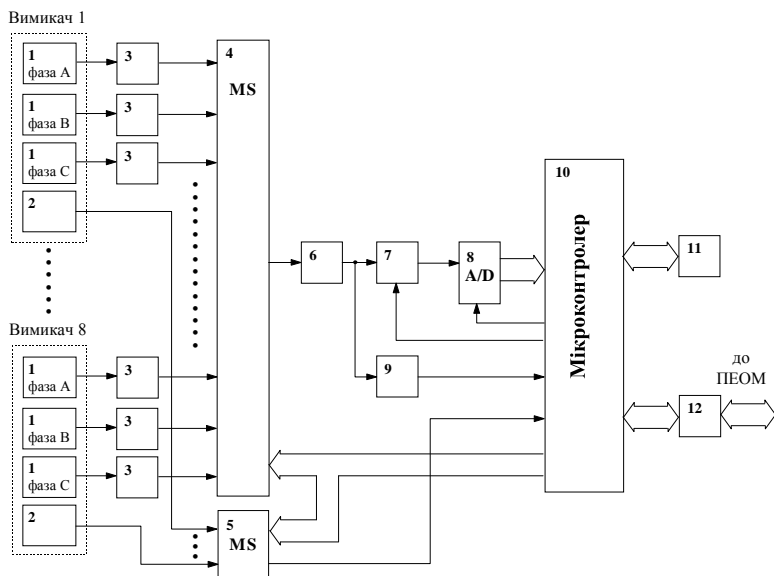 Вимикач 1
1
фаза А
3
1
фаза В
3
1
фаза С
3
2
4
MS
6
7
8
A/D
9
10
Мікроконтролер
11
12
до
ПЕОМ
Вимикач 8
1
фаза А
3
1
фаза В
3
1
фаза С
3
2
5
MS